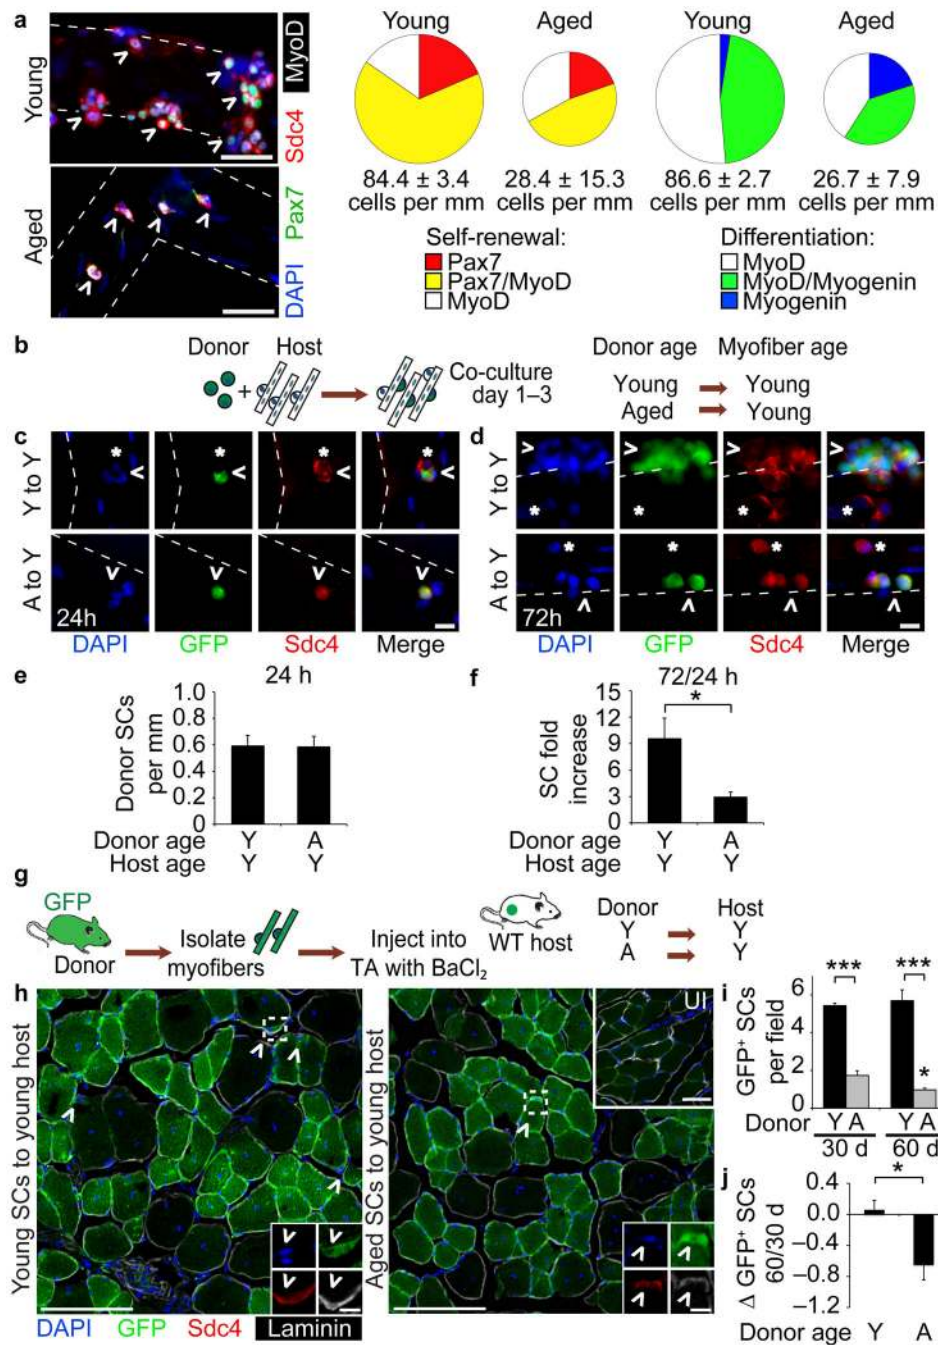 a
Young
Aged
DAPI Pax7 Sdc4 MyoD
Young Aged Young Aged
84.4 ± 3.4 cells per mm
28.4 ± 15.3 cells per mm
86.6 ± 2.7 cells per mm
26.7 ± 7.9 cells per mm
Self-renewal:
Pax7
Pax7/MyoD
MyoD
Differentiation:
MyoD
MyoD/Myogenin
Myogenin
b
Donor + Host
Co-culture
day 1–3
Donor age Myofiber age
Young Young
Aged Young
c
Y to Y
*
*
*
*
A to Y
24h
DAPI GFP Sdc4 Merge
d
Y to Y
*
*
*
*
A to Y
*
*
*
*
72h
DAPI GFP Sdc4 Merge
e
24 h
Donor SCs
per mm
1.0
0.8
0.6
0.4
0.2
0
Donor age Y A
Host age Y Y
f
72/24 h
*
SC fold
increase
15
12
9
6
3
0
Donor age Y A
Host age Y Y
g
GFP
Donor
Isolate
myofibers
Inject into
TA with BaCl₂
WT host
Donor Host
Y Y
A Y
h
Young SCs to young host
Aged SCs to young host
UI
DAPI GFP Sdc4 Laminin
i
*** ***
*
GFP⁺ SCs
per field
6
4
2
0
Donor Y A Y A
30 d 60 d
j
*
Δ GFP⁺ SCs
60/30 d
0.0
−0.4
−0.8
−1.2
Donor age Y A